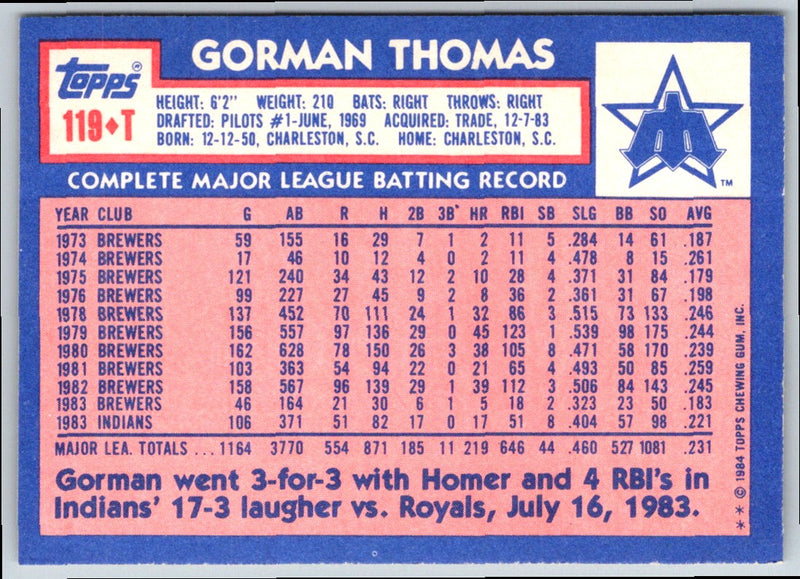 GORMAN THOMAS
topps®
119♦T
HEIGHT: 6'2" WEIGHT: 210 BATS: RIGHT THROWS: RIGHT
DRAFTED: PILOTS #1-JUNE, 1969 ACQUIRED: TRADE, 12-7-83
BORN: 12-12-50, CHARLESTON, S.C. HOME: CHARLESTON, S.C.
TM
COMPLETE MAJOR LEAGUE BATTING RECORD
YEAR CLUB G AB R H 2B 3B HR RBI SB SLG BB SO AVG
1973 BREWERS 59 155 16 29 7 1 2 11 5 .284 14 61 .187
1974 BREWERS 17 46 10 12 4 0 2 11 4 .478 8 15 .261
1975 BREWERS 121 240 34 43 12 2 10 28 4 .371 31 84 .179
1976 BREWERS 99 227 27 45 9 2 8 36 2 .361 31 67 .198
1978 BREWERS 137 452 70 111 24 1 32 86 3 .515 73 133 .246
1979 BREWERS 156 557 97 136 29 0 45 123 1 .539 98 175 .244
1980 BREWERS 162 628 78 150 26 3 38 105 8 .471 58 170 .239
1981 BREWERS 103 363 54 94 22 0 21 65 4 .493 50 85 .259
1982 BREWERS 158 567 96 139 29 1 39 112 3 .506 84 143 .245
1983 BREWERS 46 164 21 30 6 1 5 18 2 .323 23 50 .183
1983 INDIANS 106 371 51 82 17 0 17 51 8 .404 57 98 .221
MAJOR LEA. TOTALS ... 1164 3770 554 871 185 11 219 646 44 .460 527 1081 .231
Gorman went 3-for-3 with Homer and 4 RBI's in
Indians' 17-3 laugher vs. Royals, July 16, 1983.
** © 1984 TOPPS CHEWING GUM, INC.